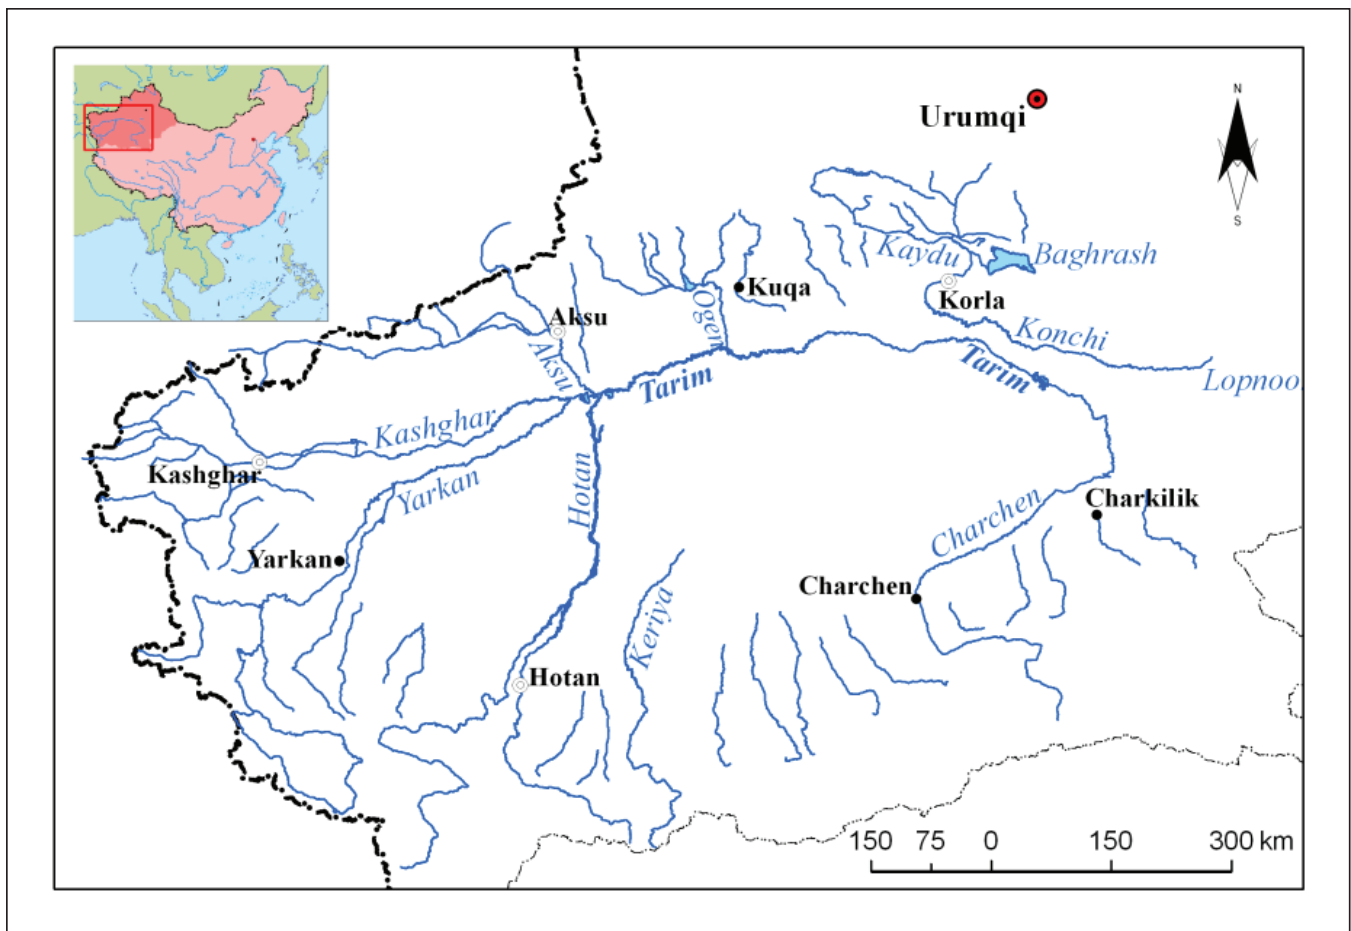 N
Urumqi
S
Kaydu
Baghrash
Kuqa
Korla
Ogen
Aksu
Konchi
Aksu
Tarim
Tarim
Lopnoo
Kashghar
Kashghar
Yarkan
Hotan
Charkilik
Charchen
Yarkan
Charchen
Keriya
Hotan
150 75 0 150 300 km